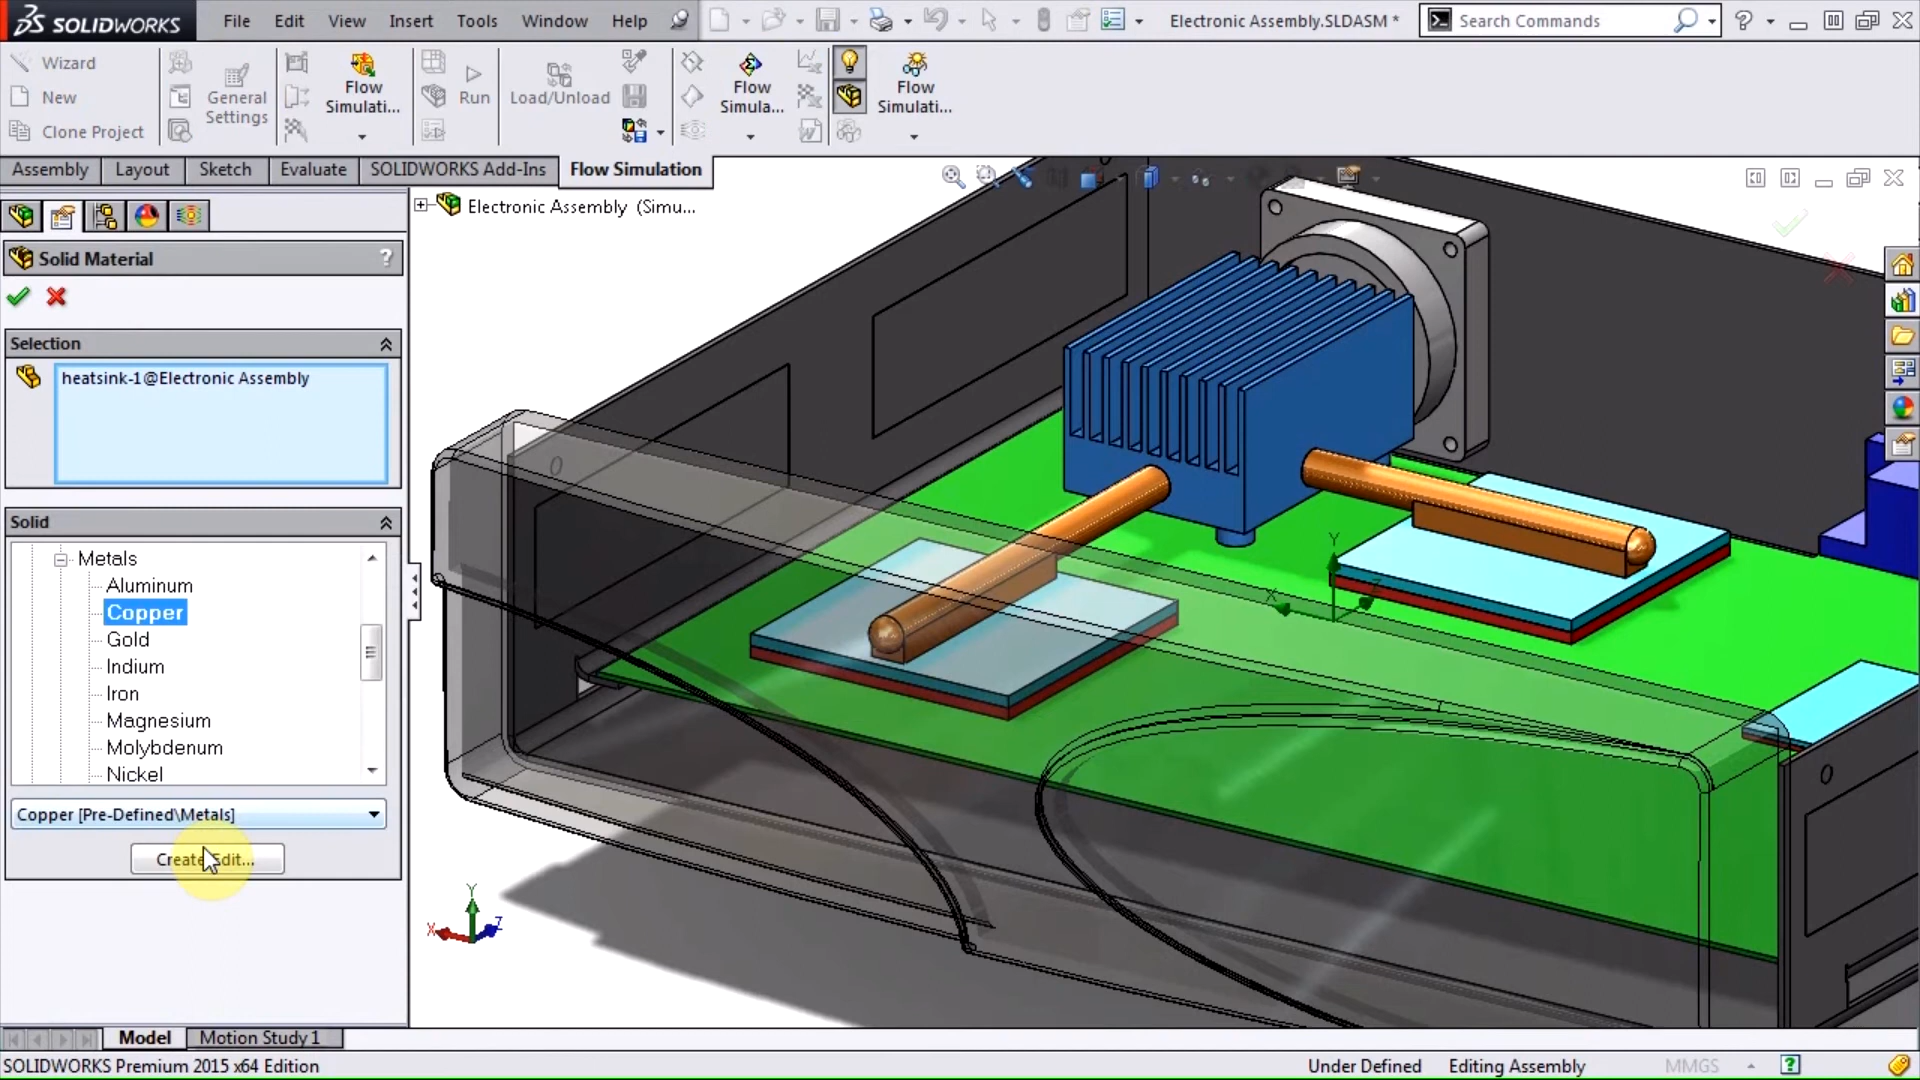 SOLIDWORKS
File Edit View Insert Tools Window Help
Electronic Assembly.SLDASM *
Search Commands
?
Wizard
New
Clone Project
General
Settings
Flow
Simulati...
Run
Load/Unload
Flow
Simula...
Flow
Simulati...
Assembly Layout Sketch Evaluate SOLIDWORKS Add-Ins Flow Simulation
Electronic Assembly (Simu...
Solid Material
?
Selection
heatsink-1@Electronic Assembly
Solid
Metals
Aluminum
Copper
Gold
Indium
Iron
Magnesium
Molybdenum
Nickel
Copper [Pre-Defined\Metals]
Y
X
Z
Y
X
Z
Model Motion Study 1
SOLIDWORKS Premium 2015 x64 Edition
Under Defined Editing Assembly MMGS ?